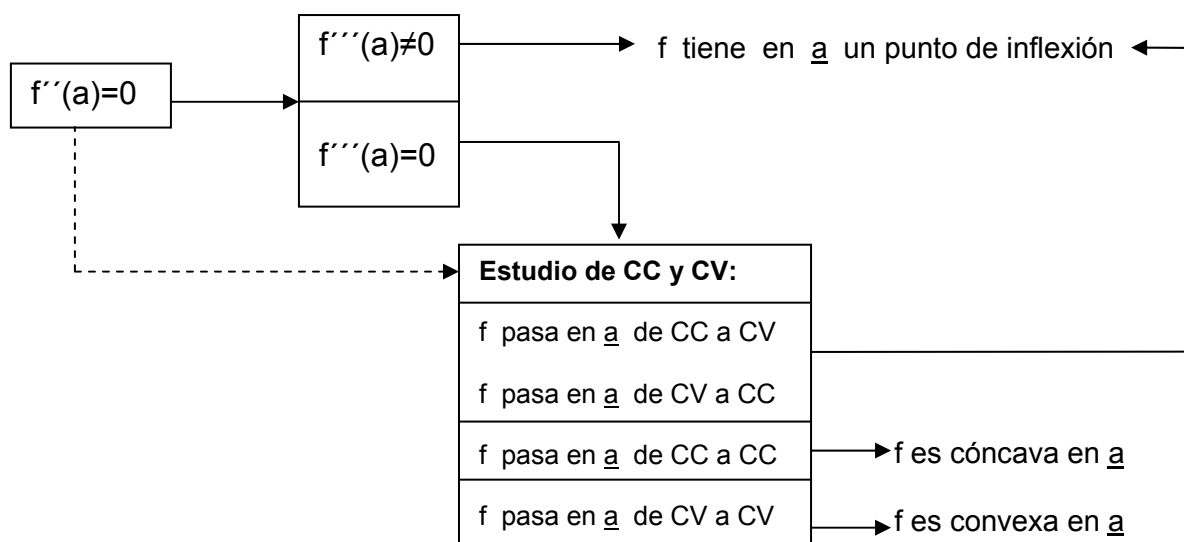 f´´´(a)≠0
f tiene en a un punto de inflexión
f´´(a)=0
f´´´(a)=0
Estudio de CC y CV:
f pasa en a de CC a CV
f pasa en a de CV a CC
f pasa en a de CC a CC
f es cóncava en a
f pasa en a de CV a CV
f es convexa en a